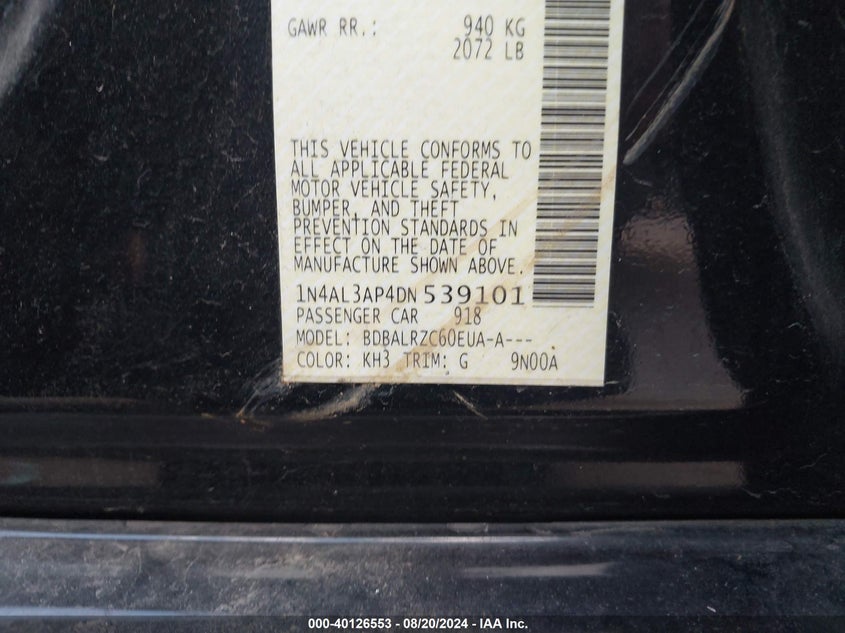 GAWR RR.: 940 KG
2072 LB
THIS VEHICLE CONFORMS TO
ALL APPLICABLE FEDERAL
MOTOR VEHICLE SAFETY,
BUMPER, AND THEFT
PREVENTION STANDARDS IN
EFFECT ON THE DATE OF
MANUFACTURE SHOWN ABOVE.
1N4AL3AP4DN 539101
PASSENGER CAR 918
MODEL: BDBALRZC60EUA-A---
COLOR: KH3 TRIM: G 9N00A
000-40126553 - 08/20/2024 - IAA Inc.